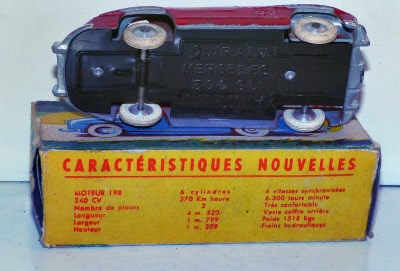 MERCEDES
300 SL
CARACTÉRISTIQUES NOUVELLES
MOTEUR 198
240 CV
Nombre de places
Longueur
Largeur
Hauteur
6 cylindres
270 Km heure
2
4 m. 520
1 m. 799
1 m. 309
4 vitesses synchronisées
6.300 tours minute
Très confortable
Vaste coffre arrière
Poids 1315 Kgs
Freins hydrauliques